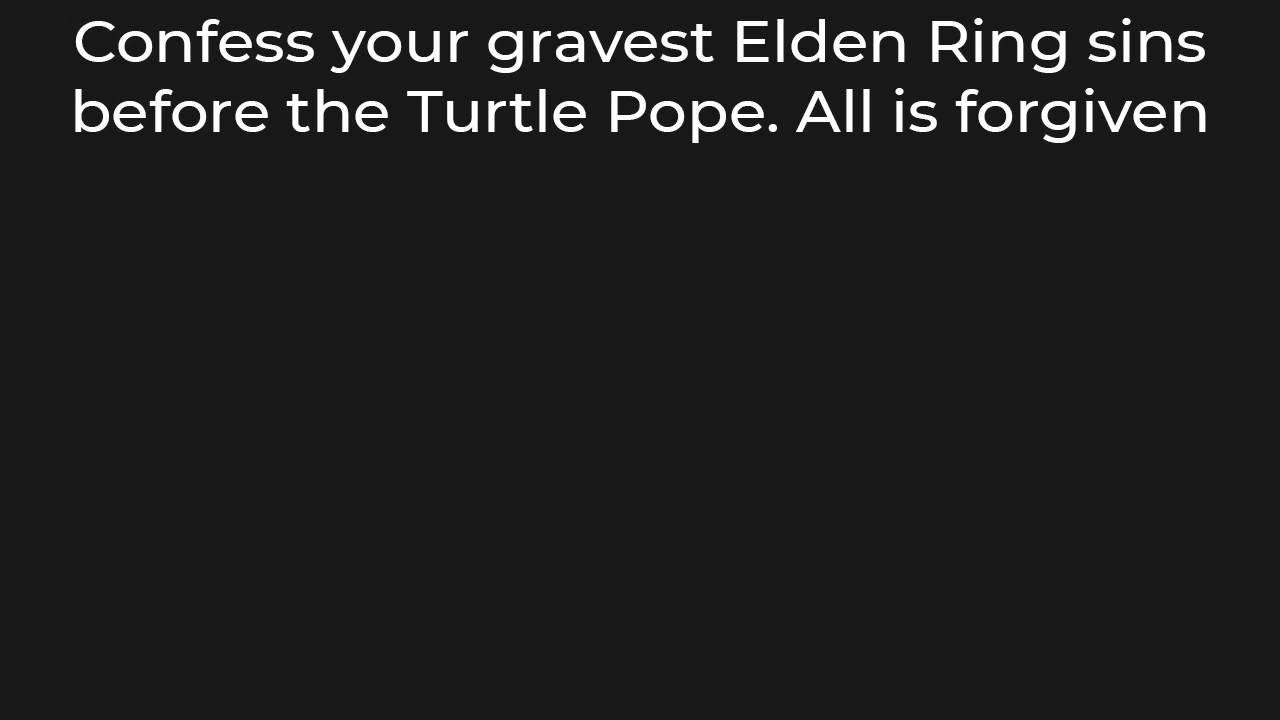 Confess your gravest Elden Ring sins
before the Turtle Pope. All is forgiven